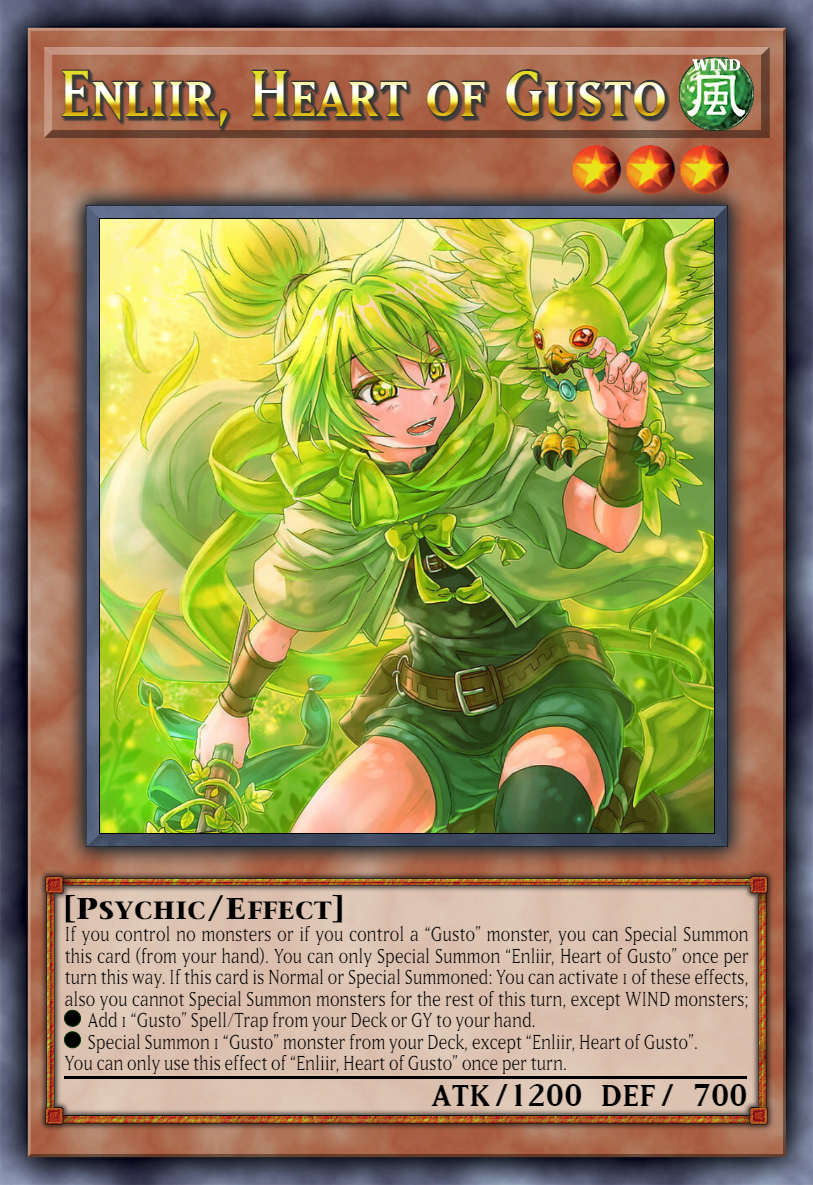 Enliir, Heart of Gusto
WIND
風
[Psychic/Effect]
If you control no monsters or if you control a “Gusto” monster, you can Special Summon
this card (from your hand). You can only Special Summon “Enliir, Heart of Gusto” once per
turn this way. If this card is Normal or Special Summoned: You can activate 1 of these effects,
also you cannot Special Summon monsters for the rest of this turn, except WIND monsters;
● Add 1 “Gusto” Spell/Trap from your Deck or GY to your hand.
● Special Summon 1 “Gusto” monster from your Deck, except “Enliir, Heart of Gusto”.
You can only use this effect of “Enliir, Heart of Gusto” once per turn.
ATK/1200 DEF/ 700